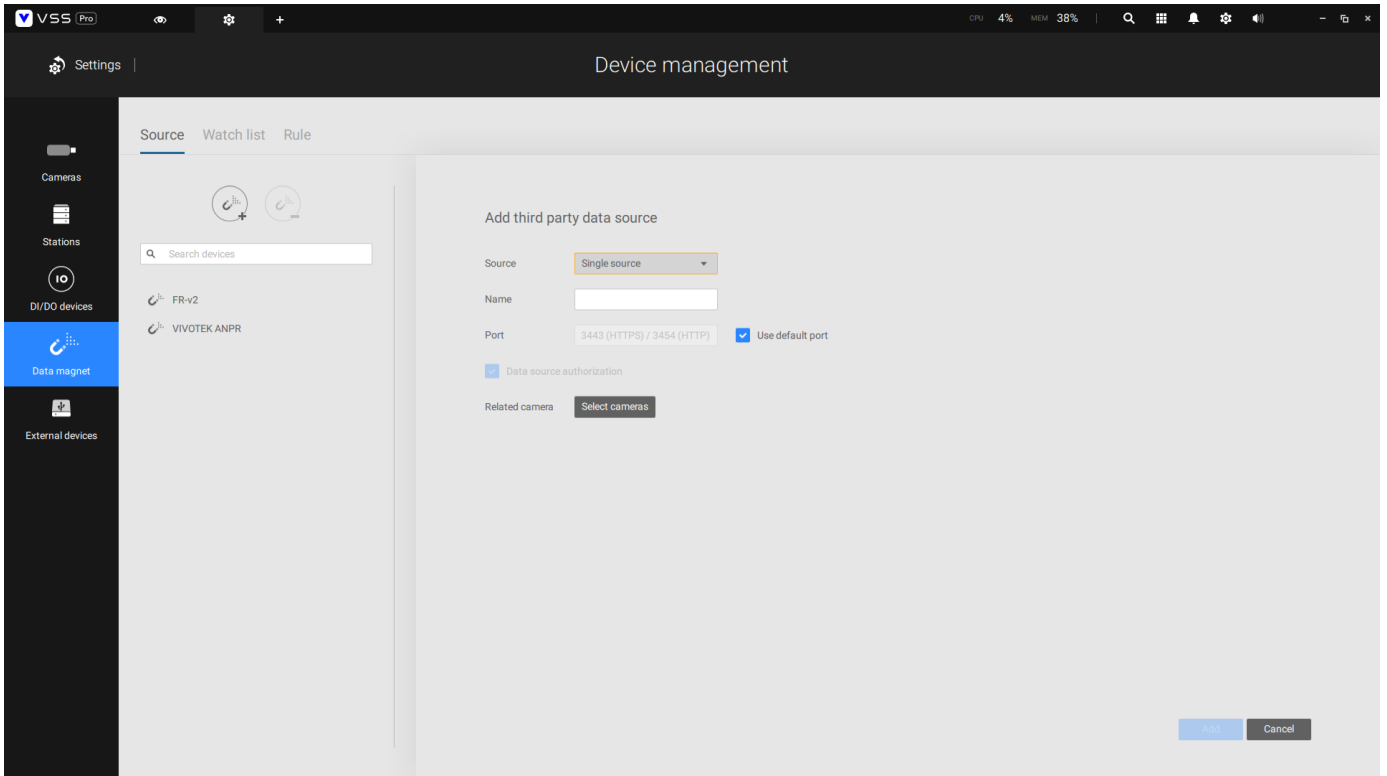 VSS Pro
CPU 4% MEM 38%
Settings
Device management
Cameras
Stations
IO
DI/DO devices
Data magnet
External devices
Source Watch list Rule
Search devices
FR-v2
VIVOTEK ANPR
Add third party data source
Source Single source
Name
Port 3443 (HTTPS) / 3454 (HTTP) Use default port
Data source authorization
Related camera Select cameras
Add Cancel